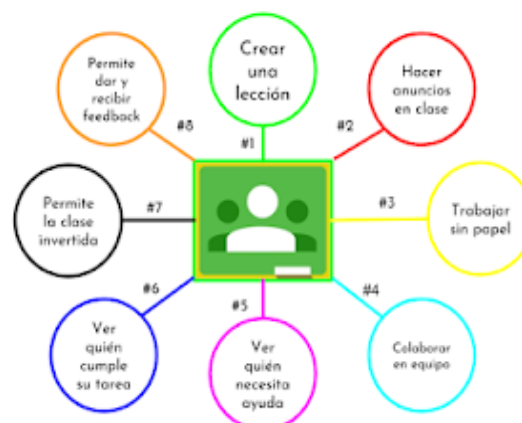 Crear
una
lección
#1
Hacer
anuncios
en clase
#2
Trabajar
sin papel
#3
Colaborar
en equipo
#4
Ver
quién
necesita
ayuda
#5
Ver
quién
cumple
su tarea
#6
Permite
la clase
invertida
#7
Permite
dar y
recibir
feedback
#8